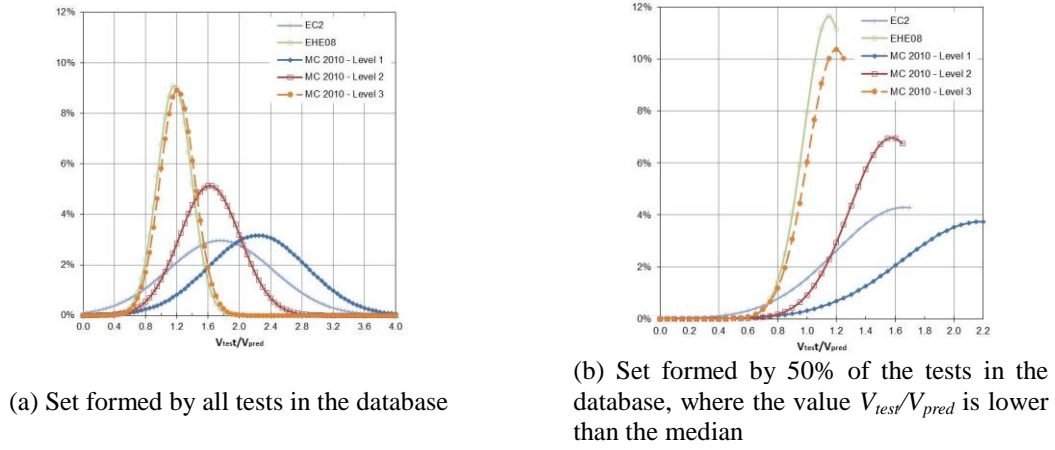 12%
10%
8%
6%
4%
2%
0%
0.0 0.4 0.8 1.2 1.6 2.0 2.4 2.8 3.2 3.6 4.0
Vtest/Vpred
EC2
EHE08
MC 2010 - Level 1
MC 2010 - Level 2
MC 2010 - Level 3
(a) Set formed by all tests in the database
12%
10%
8%
6%
4%
2%
0%
0.0 0.2 0.4 0.6 0.8 1.0 1.2 1.4 1.6 1.8 2.0 2.2
Vtest/Vpred
EC2
EHE08
MC 2010 - Level 1
MC 2010 - Level 2
MC 2010 - Level 3
(b) Set formed by 50% of the tests in the
database, where the value Vtest/Vpred is lower
than the median